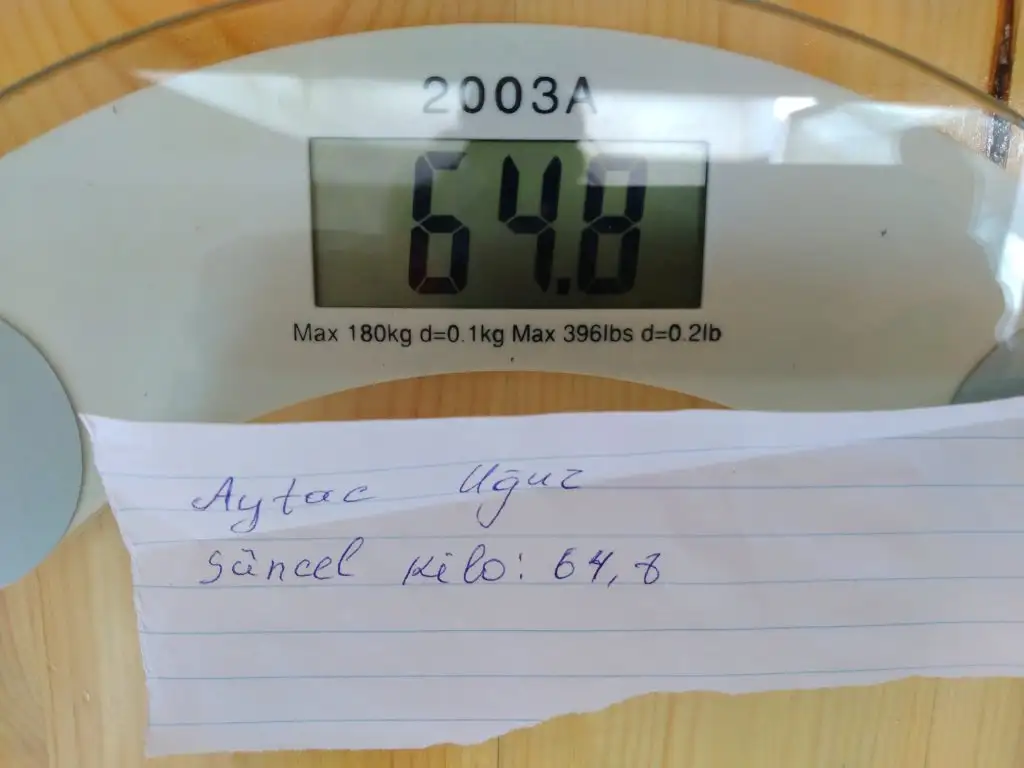 2003A
64.8
Max 180kg d=0.1kg Max 396lbs d=0.2lb
Aytac Uğuz
Güncel Kilo: 64,8